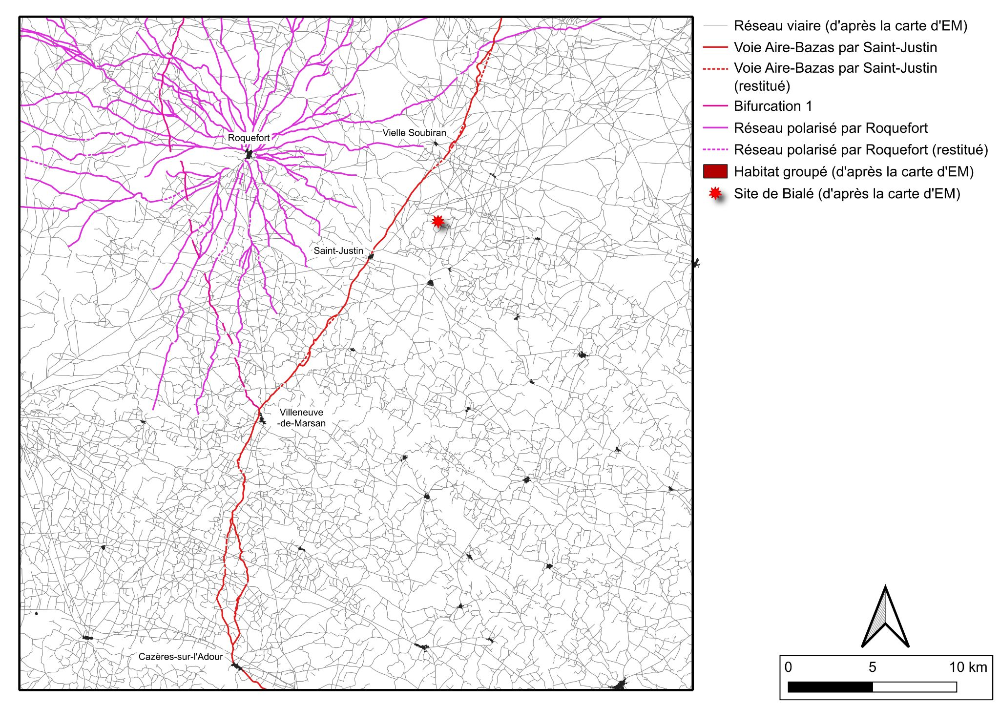 Réseau viaire (d'après la carte d'EM)
Voie Aire-Bazas par Saint-Justin
Voie Aire-Bazas par Saint-Justin
(restitué)
Bifurcation 1
Réseau polarisé par Roquefort
Réseau polarisé par Roquefort (restitué)
Habitat groupé (d'après la carte d'EM)
Site de Bialé (d'après la carte d'EM)
Vielle Soubiran
Roquefort
Saint-Justin
Villeneuve
-de-Marsan
Cazères-sur-l'Adour
0 5 10 km